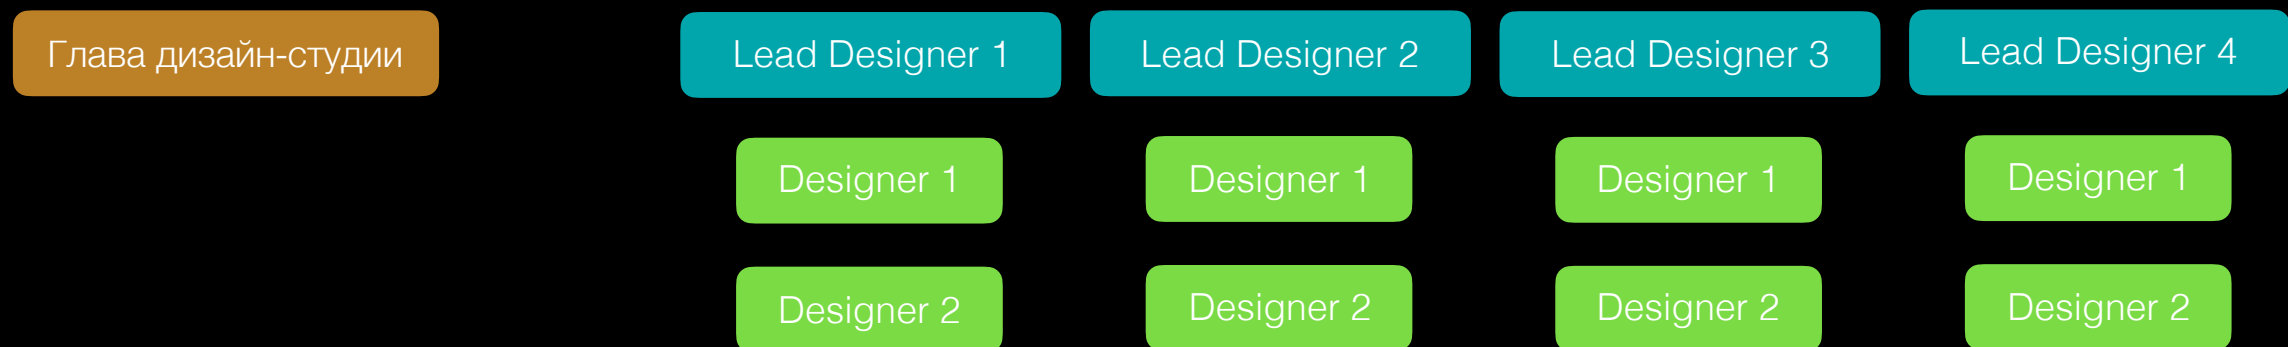 Глава дизайн-студии
Lead Designer 1
Lead Designer 2
Lead Designer 3
Lead Designer 4
Designer 1
Designer 1
Designer 1
Designer 1
Designer 2
Designer 2
Designer 2
Designer 2